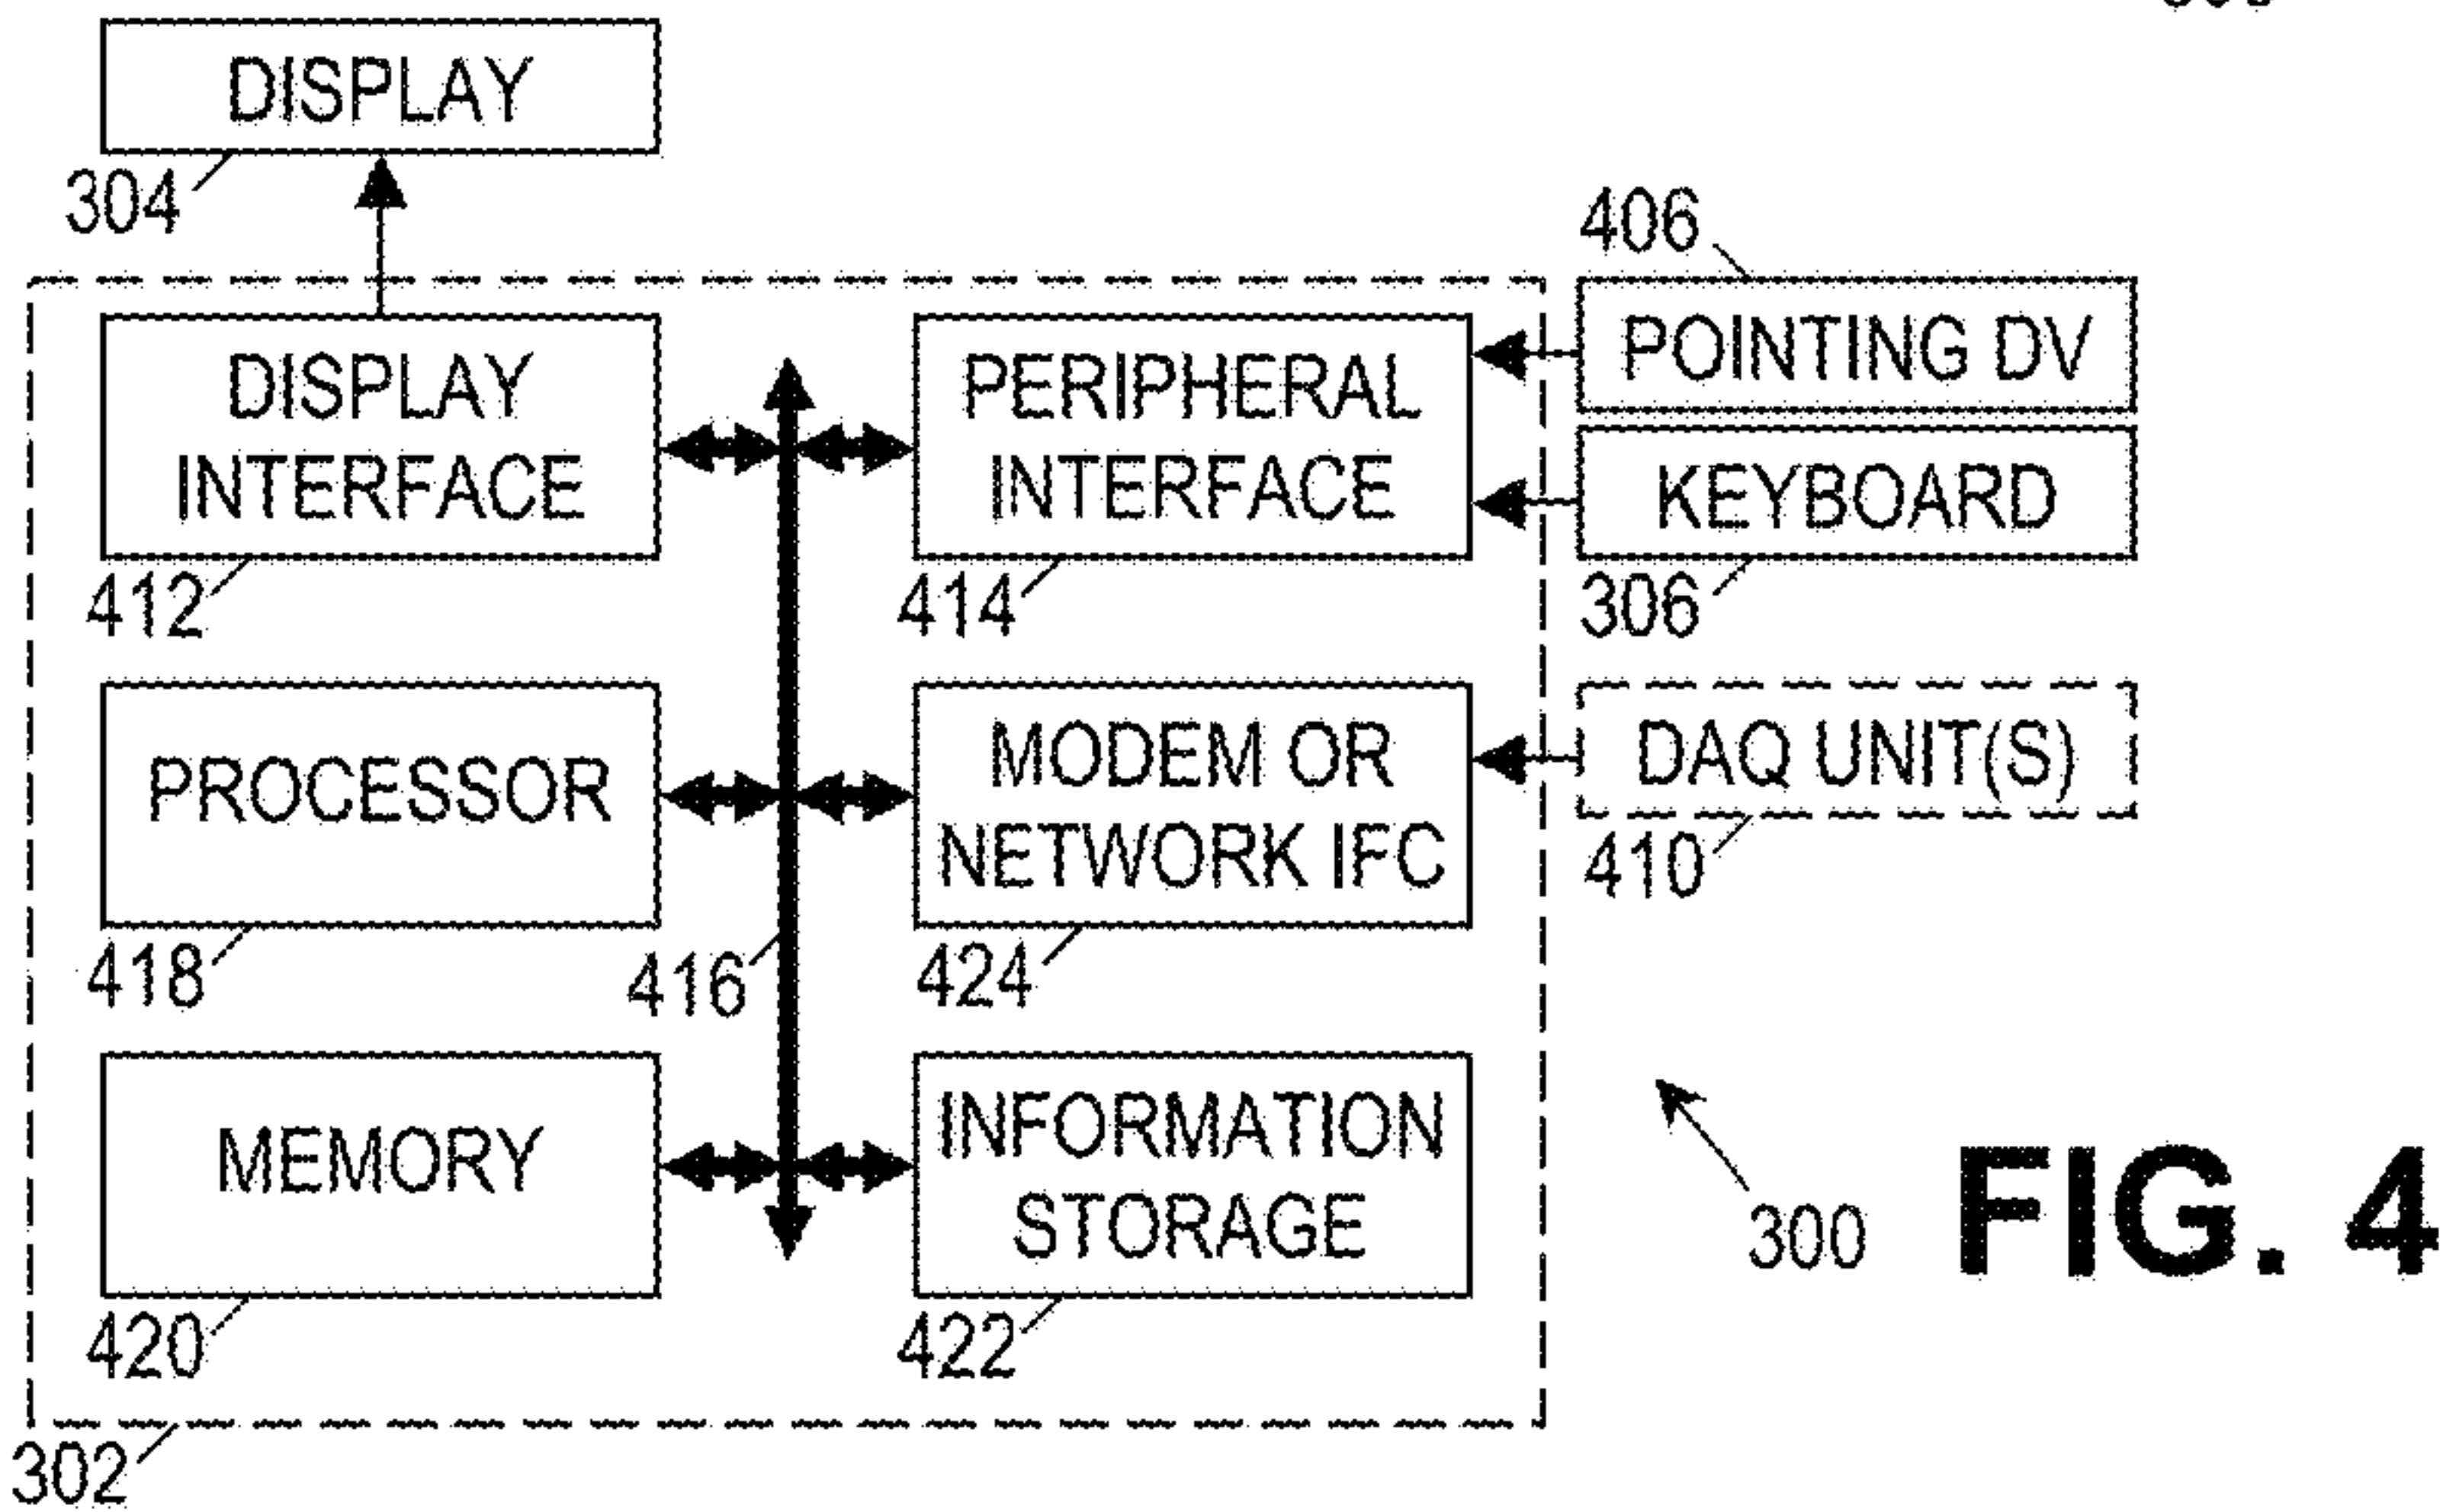 DISPLAY
304
406
POINTING DV
DISPLAY
INTERFACE
PERIPHERAL
INTERFACE
KEYBOARD
412
414
306
PROCESSOR
MODEM OR
NETWORK IFC
DAQ UNIT(S)
410
418
416
424
MEMORY
INFORMATION
STORAGE
300
FIG. 4
420
422
302